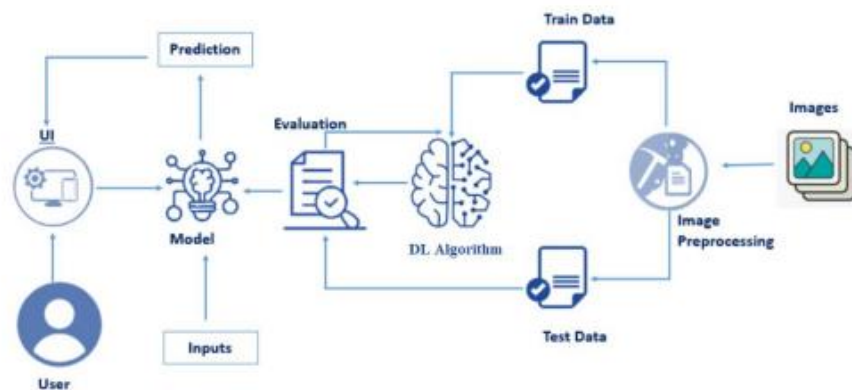 Train Data
Prediction
Images
Evaluation
UI
Image
Preprocessing
Model
DL Algorithm
Test Data
Inputs
User